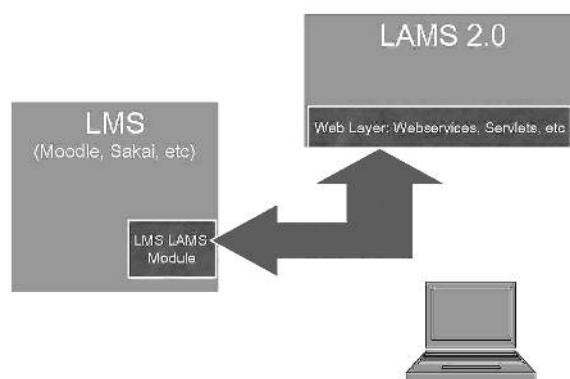 LAMS 2.0
Web Layer: Webservices, Servlets, etc
LMS
(Moodle, Sakai, etc)
LMS LAMS
Module